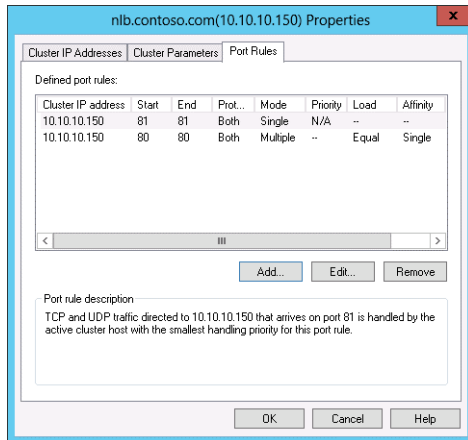 nlb.contoso.com(10.10.10.150) Properties
x
Cluster IP Addresses Cluster Parameters Port Rules
Defined port rules:
Cluster IP address Start End Prot... Mode Priority Load Affinity
10.10.10.150 81 81 Both Single N/A -- --
10.10.10.150 80 80 Both Multiple -- Equal Single
Add... Edit... Remove
Port rule description
TCP and UDP traffic directed to 10.10.10.150 that arrives on port 81 is handled by the
active cluster host with the smallest handling priority for this port rule.
OK Cancel Help